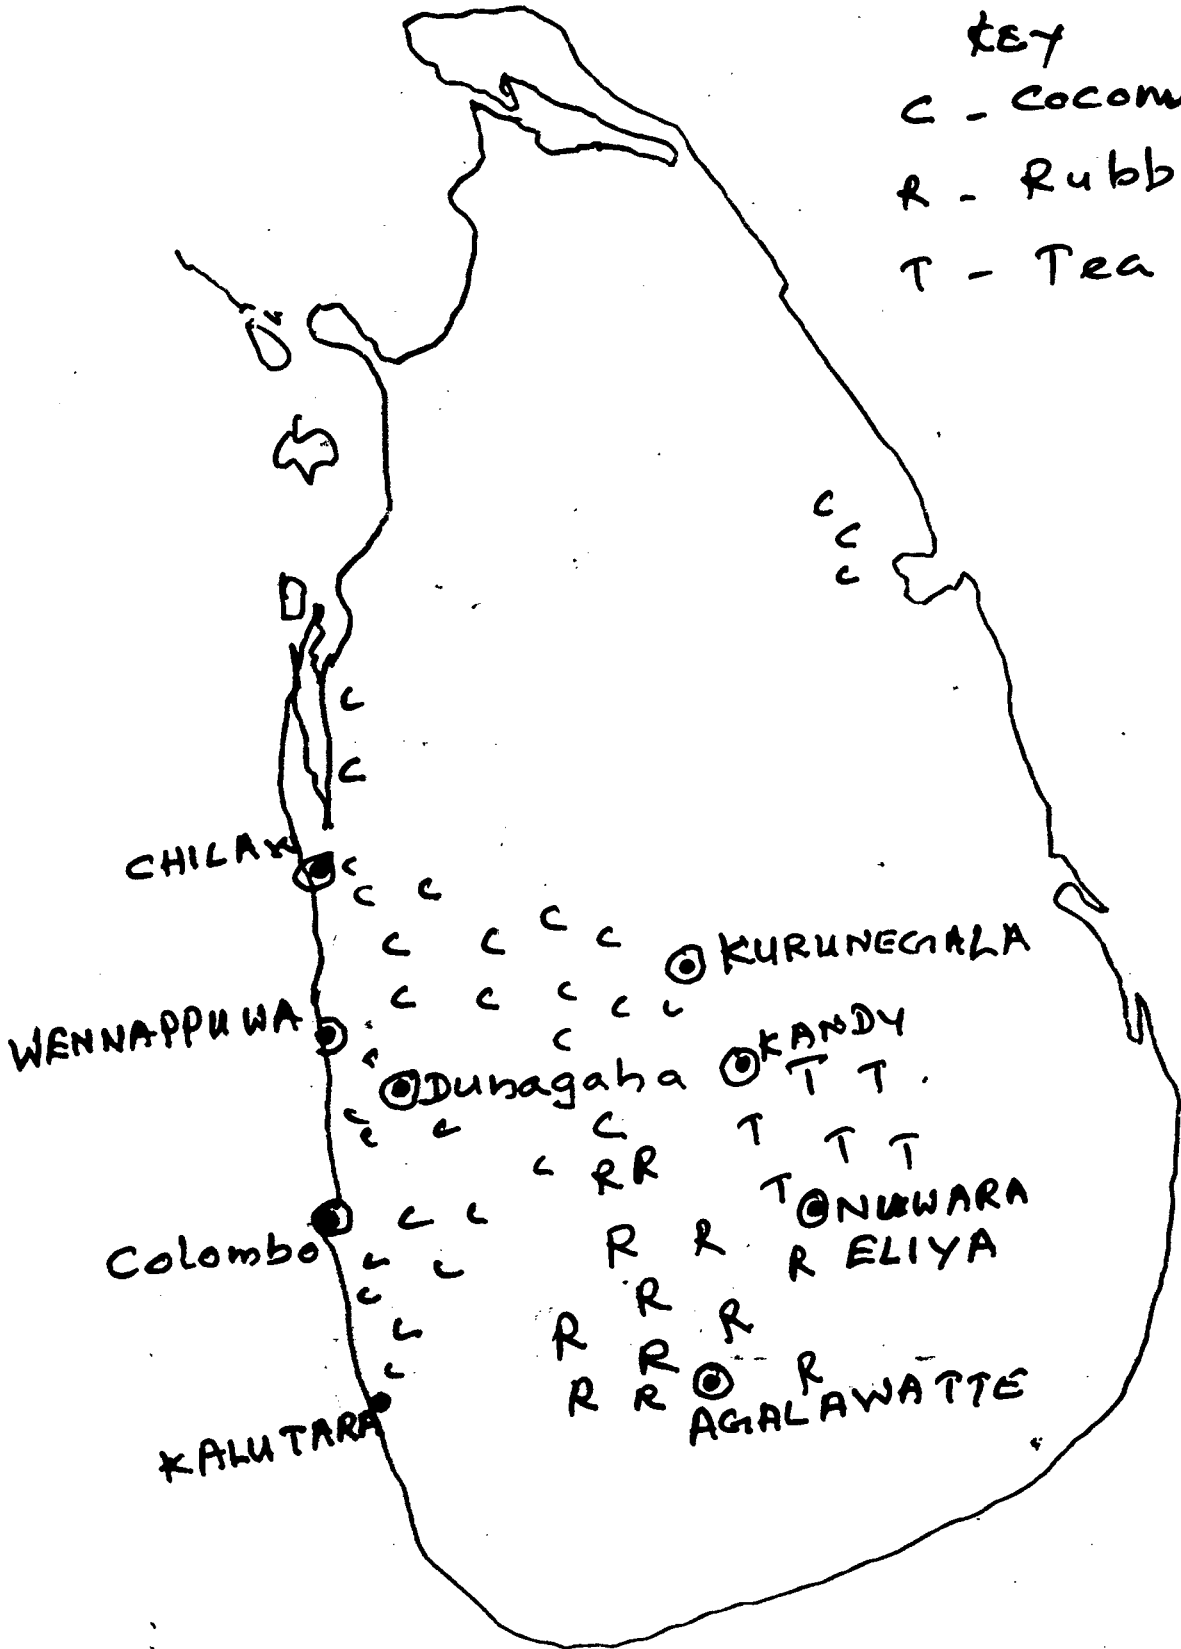 KEY
C - Cocon
R - Rubb
T - Tea
C
C
C
C
C
CHILAW
C
C C
C
C C C
KURUNEGALA
C C C C C
WENNAPPUWA
C
KANDY
Dunagaha
T T
C
C C C
T T T
C R R
T
NUWARA
ELIYA
Colombo
C C
R R R
C C
C
R
C
R R
R
C
R R
R
AGALAWATTE
KALUTARA